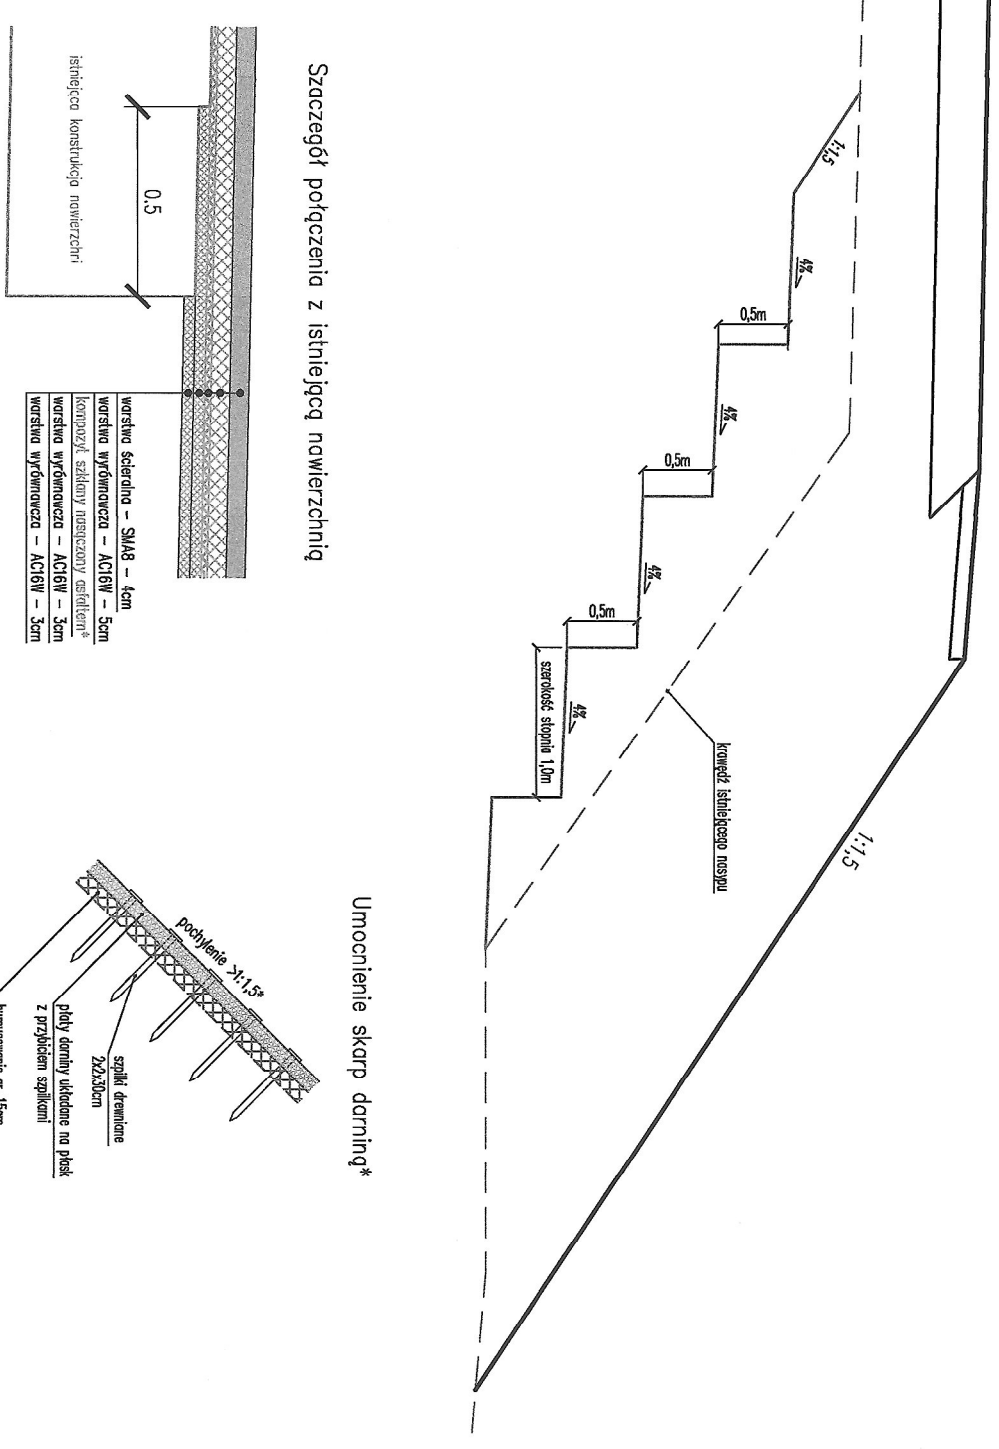 1:1,5
4%
0,5m
4%
0,5m
4%
0,5m
4%
szerokość stopnia 1,0m
krawędź istniejącego nasypu
1:1,5
Szaczegół połączenia z istniejącą nawierzchnią
istniejąca konstrukcja nawierzchni
0.5
warstwa ścieralna - SMA8 - 4cm
warstwa wyrównawcza - AC16W - 5cm
kompozyt szklany nasączony asfaltem*
warstwa wyrównawcza - AC16W - 3cm
warstwa wyrównawcza - AC16W - 3cm
Umocnienie skarp darniną*
pochylenie >1:1,5*
szpilki drewniane
2x2x30cm
płaty darniny układane na płask
z przybiciem szpilkami